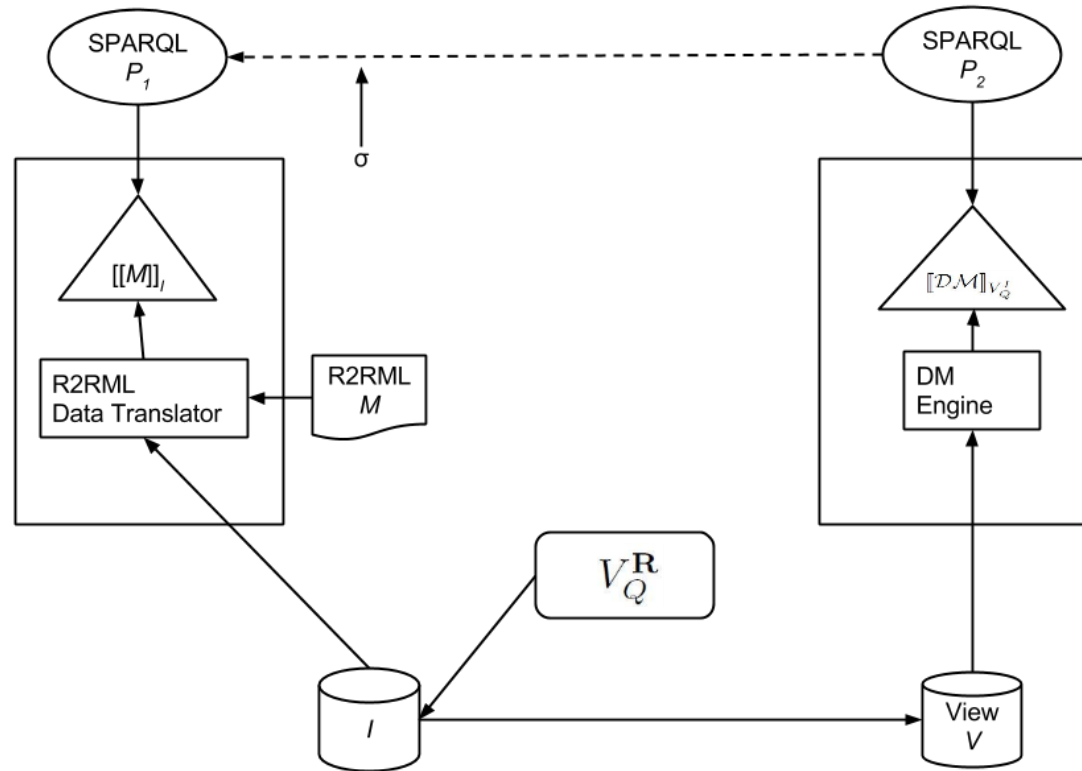 SPARQL
P₁
SPARQL
P₂
σ
[[M]]ᵢ
⟦𝒟ℳ⟧_{V_Q^I}
R2RML
Data Translator
R2RML
M
DM
Engine
V_Q^R
I
View
V